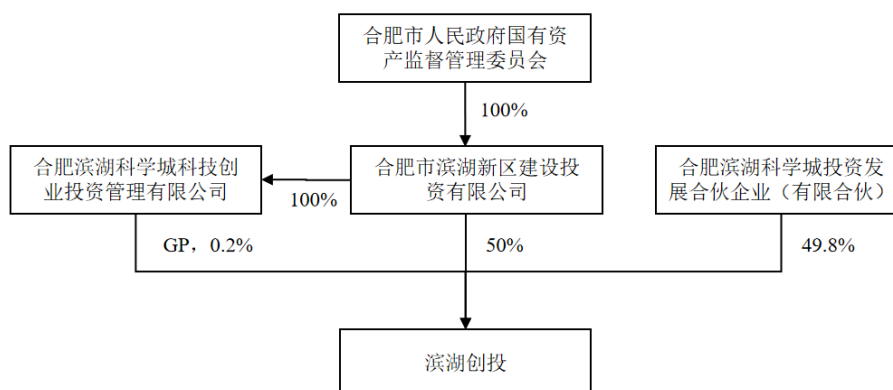 合肥市人民政府国有资
产监督管理委员会
100%
合肥滨湖科学城科技创
业投资管理有限公司
100%
合肥市滨湖新区建设投
资有限公司
合肥滨湖科学城投资发
展合伙企业（有限合伙）
GP，0.2%
50%
49.8%
滨湖创投